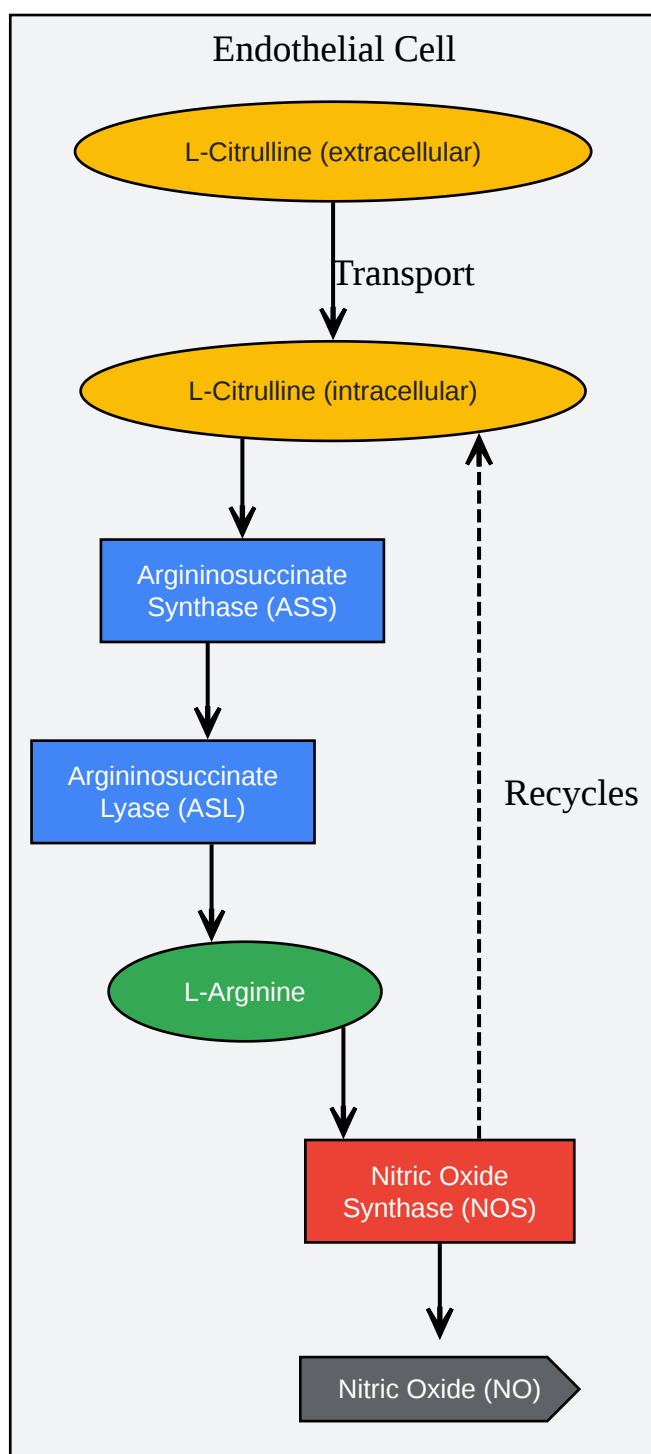 Endothelial Cell
L-Citrulline (extracellular)
Transport
L-Citrulline (intracellular)
Argininosuccinate
Synthase (ASS)
Argininosuccinate
Lyase (ASL)
Recycles
L-Arginine
Nitric Oxide
Synthase (NOS)
Nitric Oxide (NO)